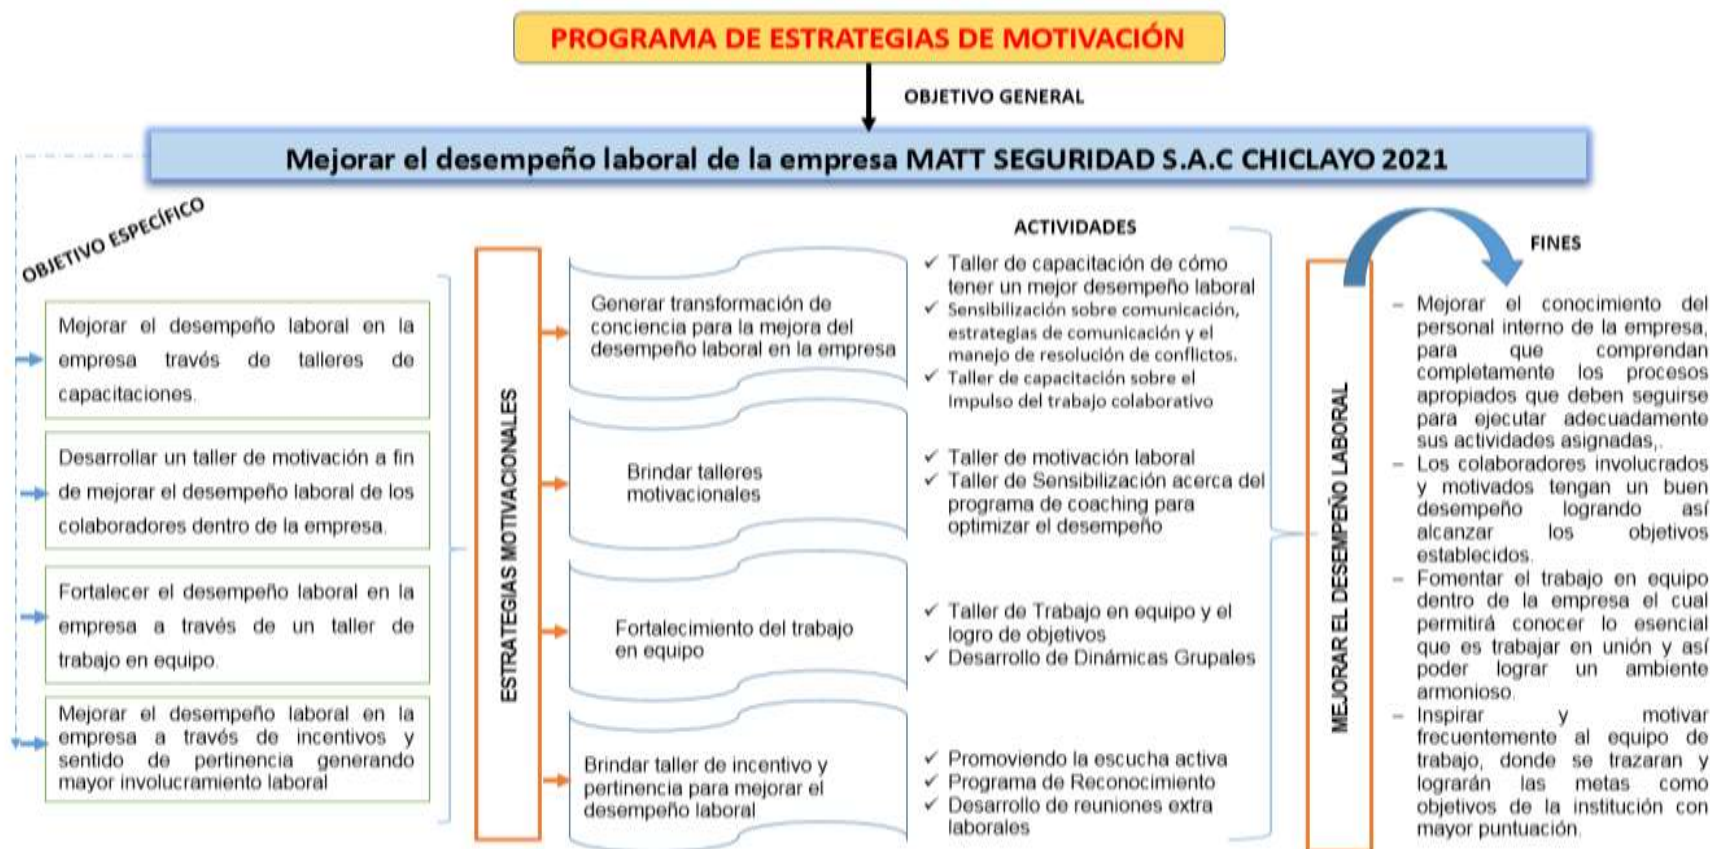 PROGRAMA DE ESTRATEGIAS DE MOTIVACIÓN
OBJETIVO GENERAL
Mejorar el desempeño laboral de la empresa MATT SEGURIDAD S.A.C CHICLAYO 2021
OBJETIVO ESPECÍFICO
Mejorar el desempeño laboral en la
empresa través de talleres de
capacitaciones.
Desarrollar un taller de motivación a fin
de mejorar el desempeño laboral de los
colaboradores dentro de la empresa.
Fortalecer el desempeño laboral en la
empresa a través de un taller de
trabajo en equipo.
Mejorar el desempeño laboral en la
empresa a través de incentivos y
sentido de pertinencia generando
mayor involucramiento laboral
ESTRATEGIAS MOTIVACIONALES
Generar transformación de
conciencia para la mejora del
desempeño laboral en la empresa
Brindar talleres
motivacionales
Fortalecimiento del trabajo
en equipo
Brindar taller de incentivo y
pertinencia para mejorar el
desempeño laboral
ACTIVIDADES
✓ Taller de capacitación de cómo
tener un mejor desempeño laboral
✓ Sensibilización sobre comunicación,
estrategias de comunicación y el
manejo de resolución de conflictos.
✓ Taller de capacitación sobre el
Impulso del trabajo colaborativo
✓ Taller de motivación laboral
✓ Taller de Sensibilización acerca del
programa de coaching para
optimizar el desempeño
✓ Taller de Trabajo en equipo y el
logro de objetivos
✓ Desarrollo de Dinámicas Grupales
✓ Promoviendo la escucha activa
✓ Programa de Reconocimiento
✓ Desarrollo de reuniones extra
laborales
MEJORAR EL DESEMPEÑO LABORAL
FINES
– Mejorar el conocimiento del
personal interno de la empresa,
para que comprendan
completamente los procesos
apropiados que deben seguirse
para ejecutar adecuadamente
sus actividades asignadas,.
– Los colaboradores involucrados
y motivados tengan un buen
desempeño logrando así
alcanzar los objetivos
establecidos.
– Fomentar el trabajo en equipo
dentro de la empresa el cual
permitirá conocer lo esencial
que es trabajar en unión y así
poder lograr un ambiente
armonioso.
– Inspirar y motivar
frecuentemente al equipo de
trabajo, donde se trazaran y
lograrán las metas como
objetivos de la institución con
mayor puntuación.